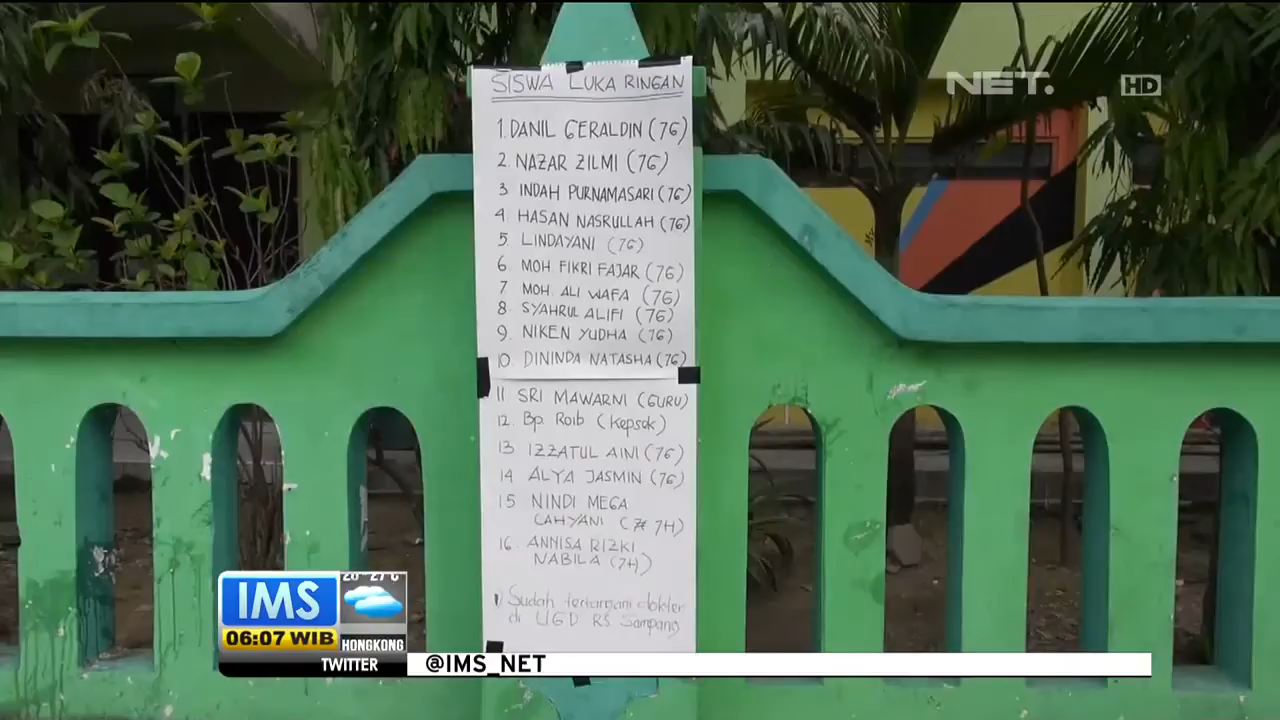 NET.
HD
SISWA LUKA RINGAN
1. DANIL GERALDIN (7G)
2. NAZAR ZILMI (7G)
3. INDAH PURNAMASARI (7G)
4. HASAN NASRULLAH (7G)
5. LINDAYANI (7G)
6. MOH. FIKRI FAJAR (7G)
7. MOH. ALI WAFA (7G)
8. SYAHRUL ALIFI (7G)
9. NIKEN YUDHA (7G)
10. DININDA NATASHA (7G)
11 SRI MAWARNI (GURU)
12. Bp. Roib (Kepsek)
13 IZZATUL AINI (7G)
14 ALYA JASMIN (7G)
15 NINDI MEGA
CAHYANI (7H)
16. ANNISA RIZKI
NABILA (7H)
Sudah tertangani dokter
di UGD RS Sampang
IMS
06:07 WIB
HONGKONG
TWITTER
@IMS_NET